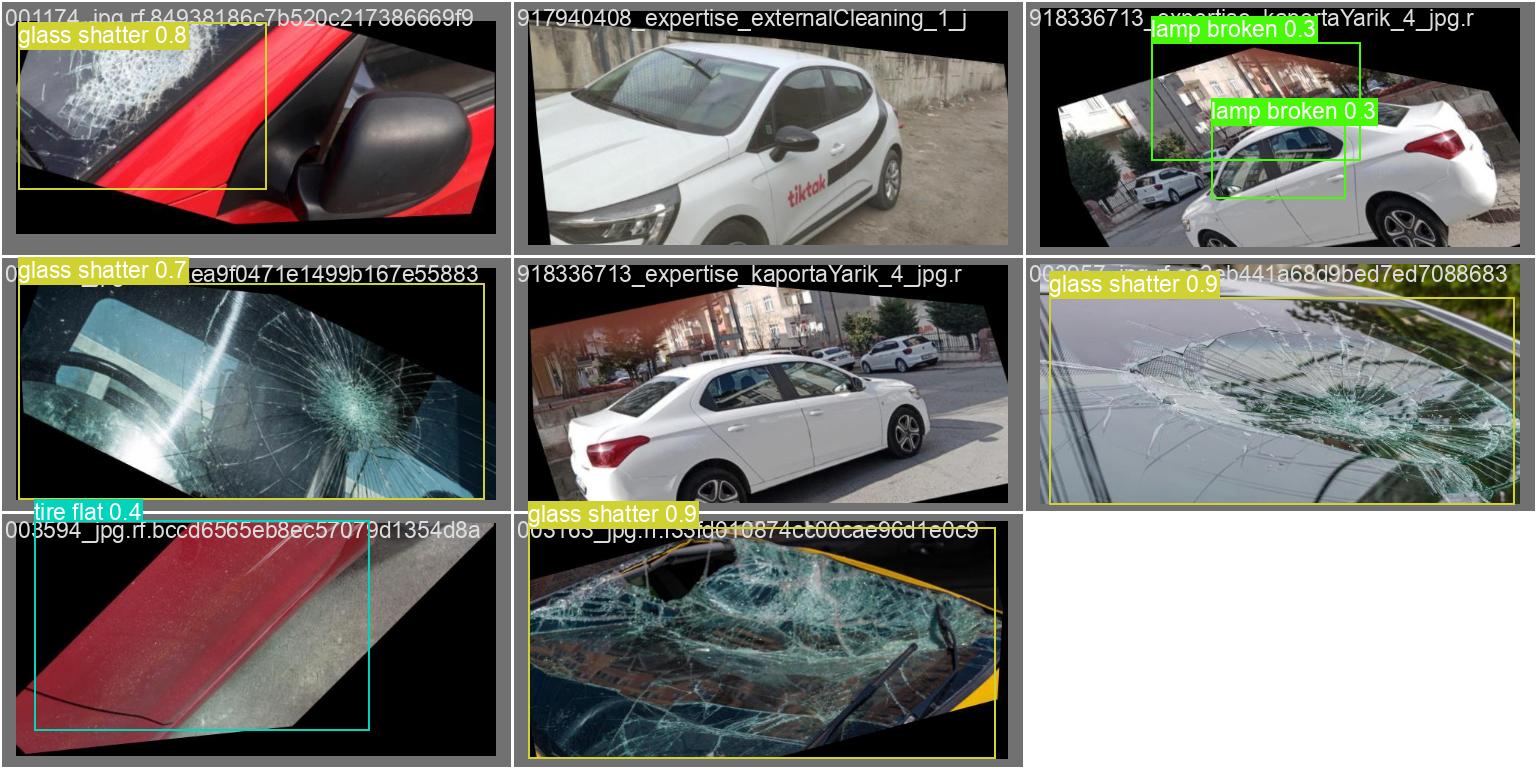 001174_jpg.rf.84938186c7b520c217386669f9
glass shatter 0.8
917940408_expertise_externalCleaning_1_j
tiktak
918336713_expertise_kaportaYarik_4_jpg.r
lamp broken 0.3
lamp broken 0.3
glass shatter 0.7
ea9f0471e1499b167e55883
918336713_expertise_kaportaYarik_4_jpg.r
glass shatter 0.9
tire flat 0.4
003594_jpg.rf.bccd6565eb8ec57079d1354d8a
glass shatter 0.9